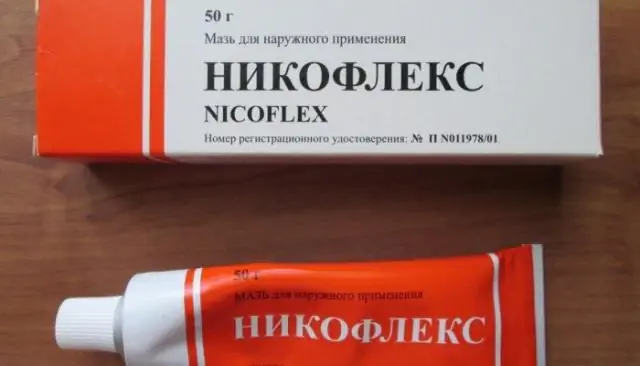 50 г
Мазь для наружного применения
НИКОФЛЕКС
NICOFLEX
Номер регистрационного удостоверения: № П N011978/01
50 г
МАЗЬ для наружного применения
НИКОФЛЕКС